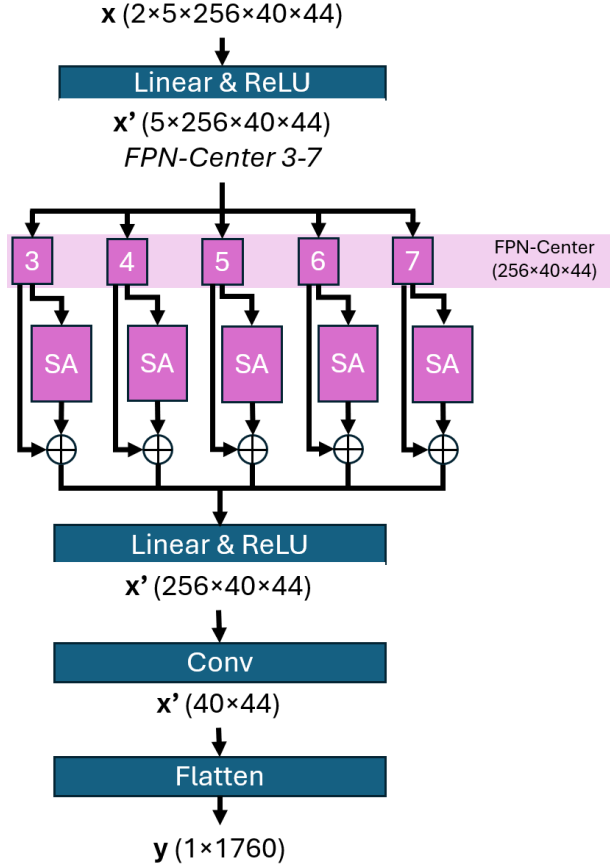 x (2×5×256×40×44)
Linear & ReLU
x' (5×256×40×44)
FPN-Center 3-7
3 4 5 6 7
FPN-Center
(256×40×44)
SA SA SA SA SA
Linear & ReLU
x' (256×40×44)
Conv
x' (40×44)
Flatten
y (1×1760)